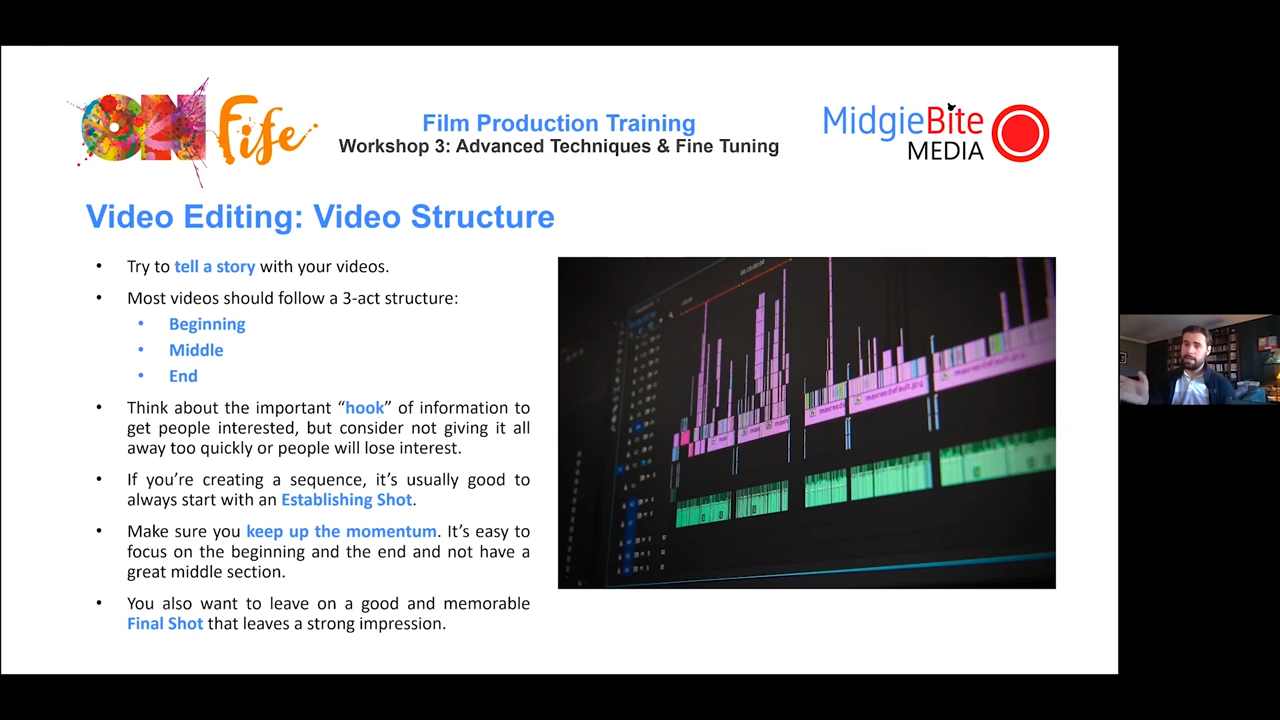 ON Fife
Film Production Training
Workshop 3: Advanced Techniques & Fine Tuning
MidgieBite
MEDIA
Video Editing: Video Structure
• Try to tell a story with your videos.
• Most videos should follow a 3-act structure:
• Beginning
• Middle
• End
• Think about the important “hook” of information to
get people interested, but consider not giving it all
away too quickly or people will lose interest.
• If you’re creating a sequence, it’s usually good to
always start with an Establishing Shot.
• Make sure you keep up the momentum. It’s easy to
focus on the beginning and the end and not have a
great middle section.
• You also want to leave on a good and memorable
Final Shot that leaves a strong impression.